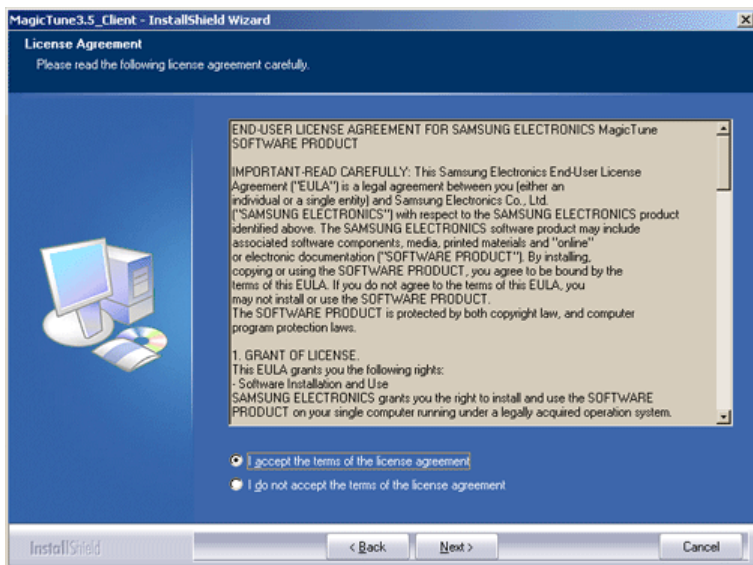 MagicTune3.5_Client - InstallShield Wizard
License Agreement
Please read the following license agreement carefully.
END-USER LICENSE AGREEMENT FOR SAMSUNG ELECTRONICS MagicTune
SOFTWARE PRODUCT
IMPORTANT-READ CAREFULLY: This Samsung Electronics End-User License
Agreement ("EULA") is a legal agreement between you (either an
individual or a single entity) and Samsung Electronics Co., Ltd.
("SAMSUNG ELECTRONICS") with respect to the SAMSUNG ELECTRONICS product
identified above. The SAMSUNG ELECTRONICS software product may include
associated software components, media, printed materials and "online"
or electronic documentation ("SOFTWARE PRODUCT"). By installing,
copying or using the SOFTWARE PRODUCT, you agree to be bound by the
terms of this EULA. If you do not agree to the terms of this EULA, you
may not install or use the SOFTWARE PRODUCT.
The SOFTWARE PRODUCT is protected by both copyright law, and computer
program protection laws.
1. GRANT OF LICENSE.
This EULA grants you the following rights:
- Software Installation and Use
SAMSUNG ELECTRONICS grants you the right to install and use the SOFTWARE
PRODUCT on your single computer running under a legally acquired operation system.
I accept the terms of the license agreement
I do not accept the terms of the license agreement
InstallShield
< Back
Next >
Cancel